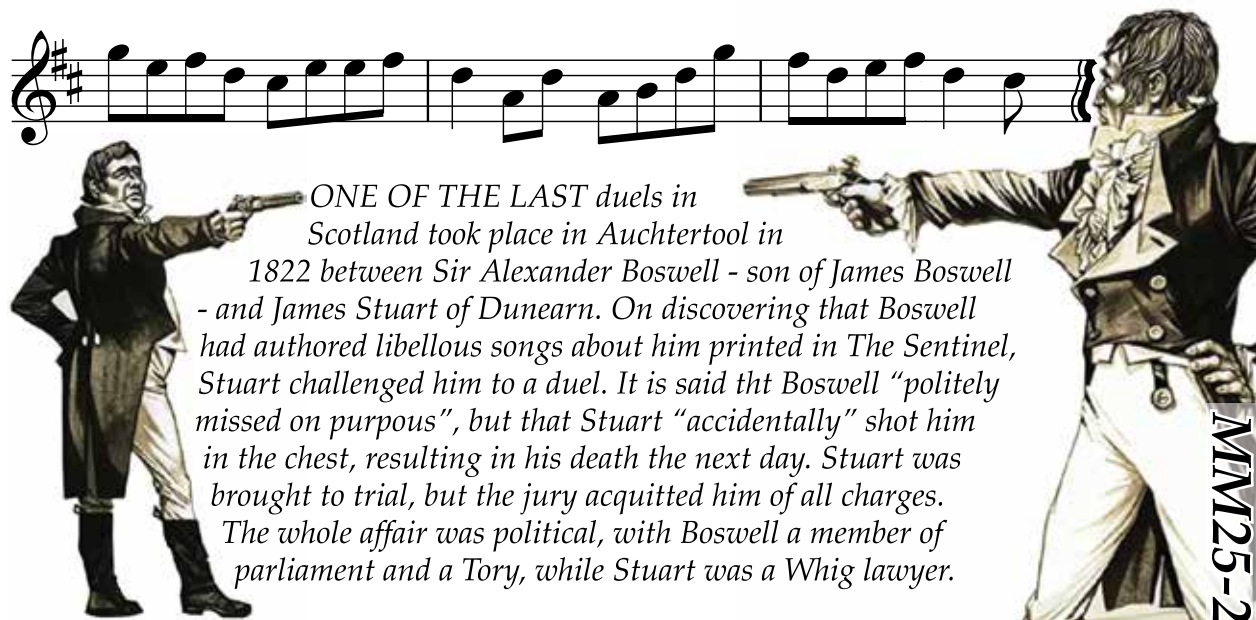 ONE OF THE LAST duels in
Scotland took place in Auchtertool in
1822 between Sir Alexander Boswell - son of James Boswell
- and James Stuart of Dunearn. On discovering that Boswell
had authored libellous songs about him printed in The Sentinel,
Stuart challenged him to a duel. It is said tht Boswell “politely
missed on purpous”, but that Stuart “accidentally” shot him
in the chest, resulting in his death the next day. Stuart was
brought to trial, but the jury acquitted him of all charges.
The whole affair was political, with Boswell a member of
parliament and a Tory, while Stuart was a Whig lawyer.
MM25-2